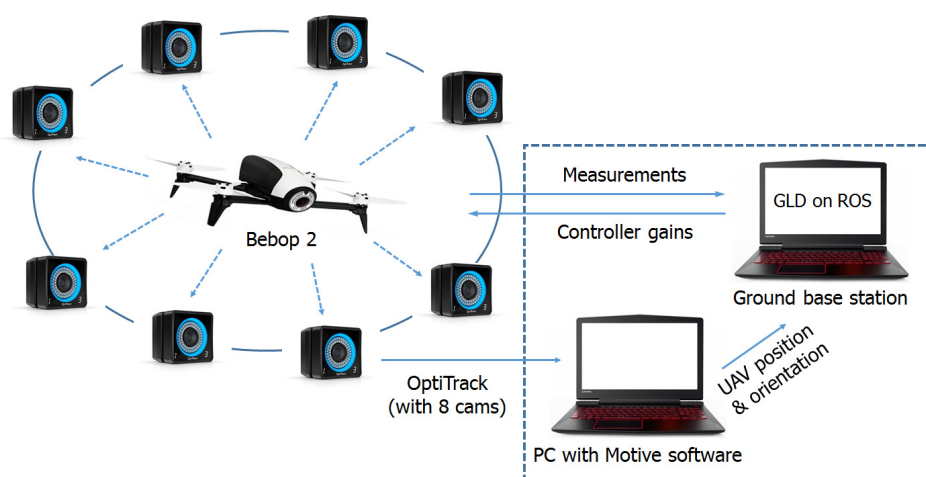 Measurements
GLD on ROS
Controller gains
Bebop 2
Ground base station
UAV position
& orientation
OptiTrack
(with 8 cams)
PC with Motive software